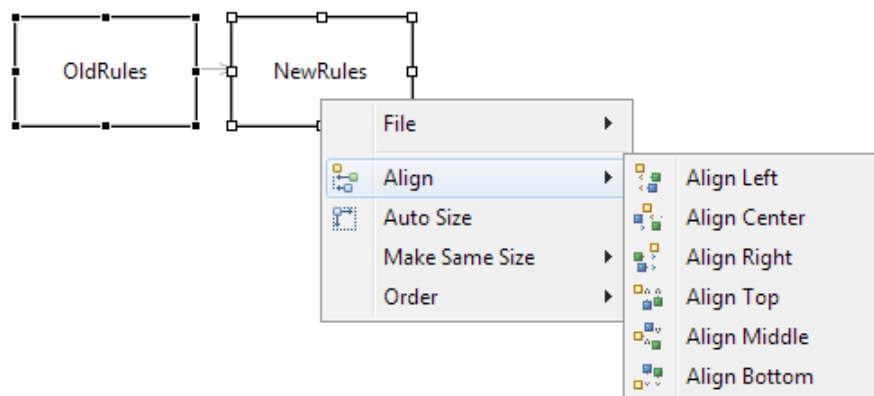 OldRules
NewRules
File
Align
Auto Size
Make Same Size
Order
Align Left
Align Center
Align Right
Align Top
Align Middle
Align Bottom